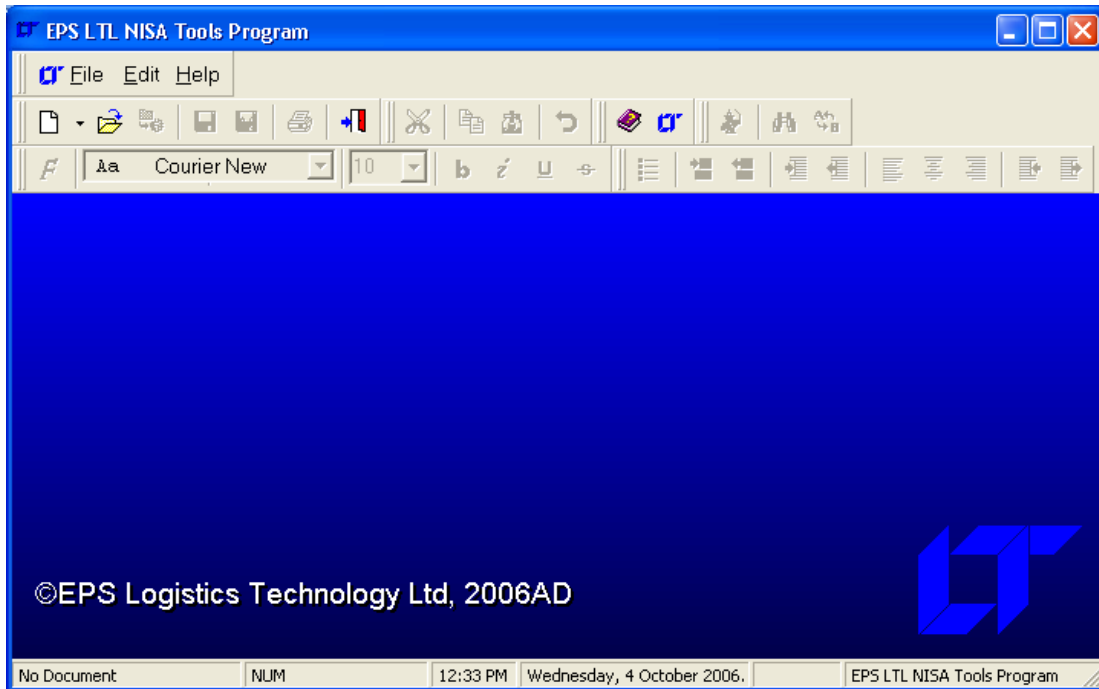 EPS LTL NISA Tools Program
File Edit Help
Aa Courier New 10 b i u S
©EPS Logistics Technology Ltd, 2006AD
LT
No Document NUM 12:33 PM Wednesday, 4 October 2006. EPS LTL NISA Tools Program